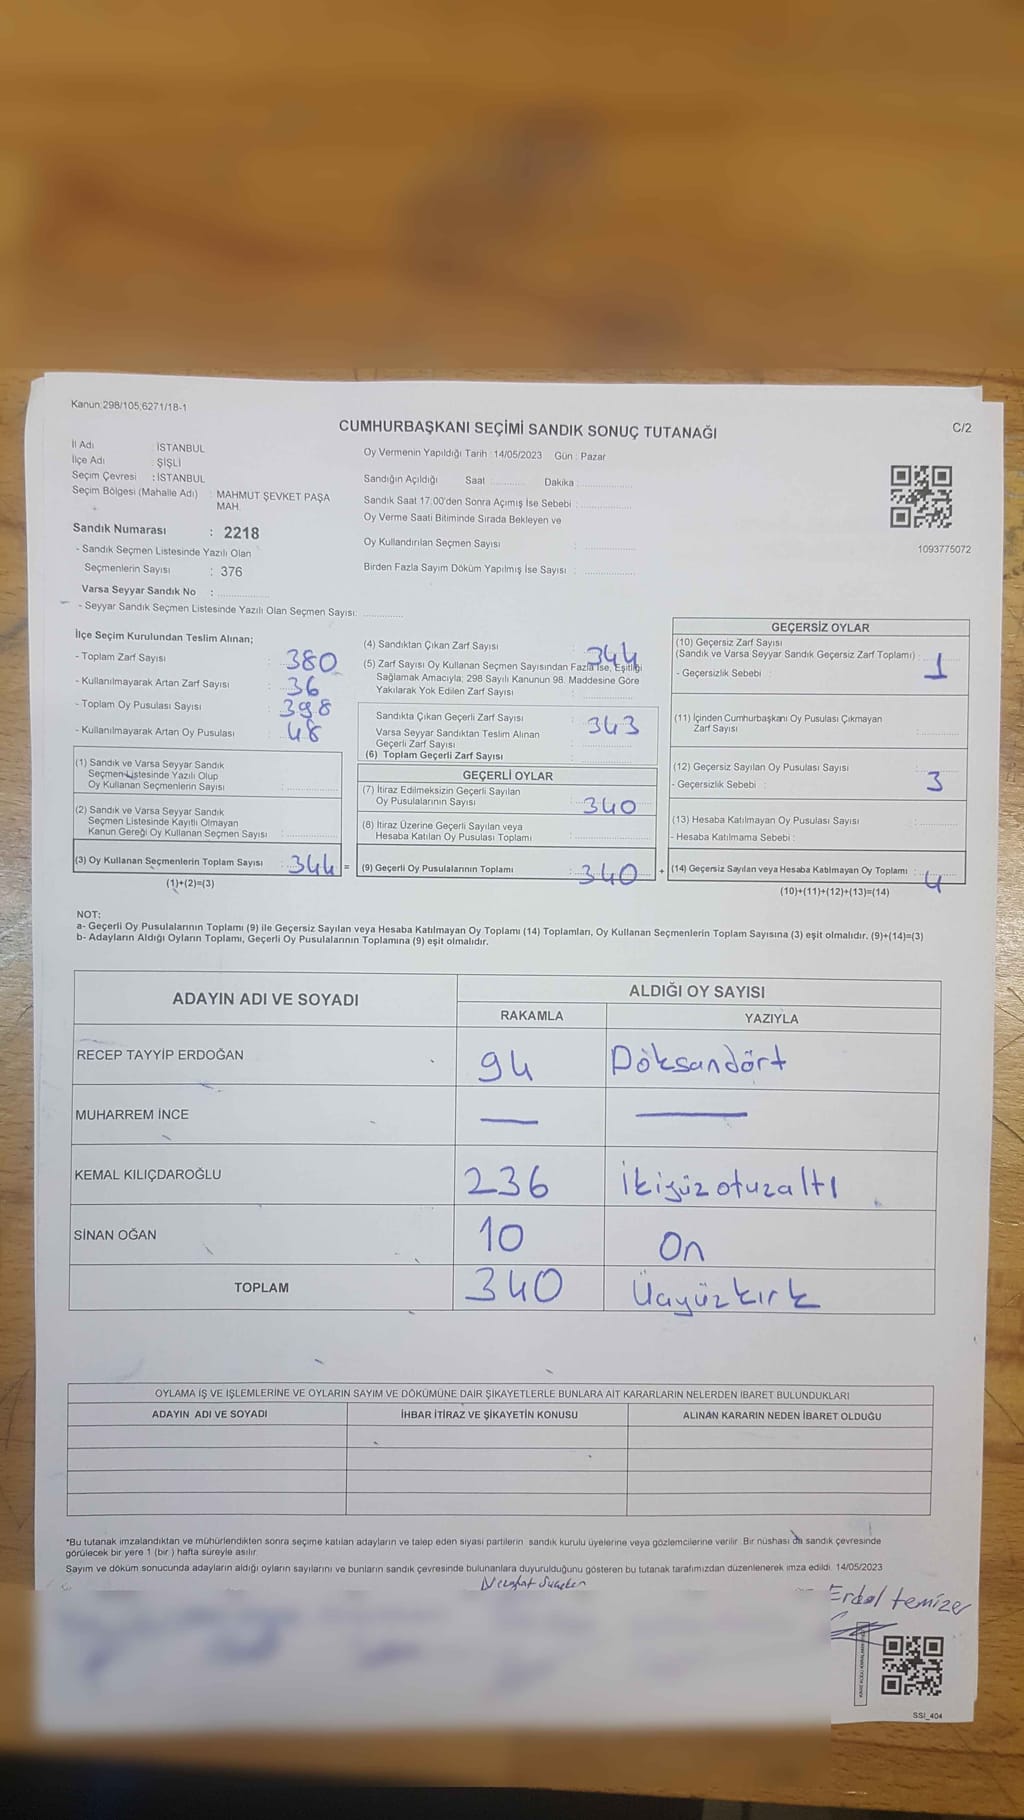 Kanun:298/105;6271/18-1
C/2
CUMHURBAŞKANI SEÇİMİ SANDIK SONUÇ TUTANAĞI
İl Adı : İSTANBUL
İlçe Adı : ŞİŞLİ
Seçim Çevresi : İSTANBUL
Seçim Bölgesi (Mahalle Adı) : MAHMUT ŞEVKET PAŞA
MAH.
Sandık Numarası : 2218
- Sandık Seçmen Listesinde Yazılı Olan
Seçmenlerin Sayısı : 376
Varsa Seyyar Sandık No :
- Seyyar Sandık Seçmen Listesinde Yazılı Olan Seçmen Sayısı:
Oy Vermenin Yapıldığı Tarih : 14/05/2023 Gün : Pazar
Sandığın Açıldığı Saat Dakika
Sandık Saat 17:00'den Sonra Açımış İse Sebebi :
Oy Verme Saati Bitiminde Sırada Bekleyen ve
Oy Kullandırılan Seçmen Sayısı :
Birden Fazla Sayım Döküm Yapılmış İse Sayısı :
1093775072
İlçe Seçim Kurulundan Teslim Alınan;
- Toplam Zarf Sayısı : 380
- Kullanılmayarak Artan Zarf Sayısı : 36
- Toplam Oy Pusulası Sayısı : 398
- Kullanılmayarak Artan Oy Pusulası : 48
(1) Sandık ve Varsa Seyyar Sandık
Seçmen Listesinde Yazılı Olup
Oy Kullanan Seçmenlerin Sayısı :
(2) Sandık ve Varsa Seyyar Sandık
Seçmen Listesinde Kayıtlı Olmayan
Kanun Gereği Oy Kullanan Seçmen Sayısı :
(3) Oy Kullanan Seçmenlerin Toplam Sayısı : 344 =
(1)+(2)=(3)
(4) Sandıktan Çıkan Zarf Sayısı : 344
(5) Zarf Sayısı Oy Kullanan Seçmen Sayısından Fazla İse, Eşitliği
Sağlamak Amacıyla; 298 Sayılı Kanunun 98. Maddesine Göre
Yakılarak Yok Edilen Zarf Sayısı :
Sandıkta Çıkan Geçerli Zarf Sayısı : 343
Varsa Seyyar Sandıktan Teslim Alınan
Geçerli Zarf Sayısı :
(6) Toplam Geçerli Zarf Sayısı :
GEÇERLİ OYLAR
(7) İtiraz Edilmeksizin Geçerli Sayılan
Oy Pusulalarının Sayısı : 340
(8) İtiraz Üzerine Geçerli Sayılan veya
Hesaba Katılan Oy Pusulası Toplamı :
(9) Geçerli Oy Pusulalarının Toplamı : 340 +
GEÇERSİZ OYLAR
(10) Geçersiz Zarf Sayısı
(Sandık ve Varsa Seyyar Sandık Geçersiz Zarf Toplamı) : 1
- Geçersizlik Sebebi :
(11) İçinden Cumhurbaşkanı Oy Pusulası Çıkmayan
Zarf Sayısı :
(12) Geçersiz Sayılan Oy Pusulası Sayısı : 3
- Geçersizlik Sebebi :
(13) Hesaba Katılmayan Oy Pusulası Sayısı :
- Hesaba Katılmama Sebebi :
(14) Geçersiz Sayılan veya Hesaba Katılmayan Oy Toplamı : 4
(10)+(11)+(12)+(13)=(14)
NOT:
a- Geçerli Oy Pusulalarının Toplamı (9) ile Geçersiz Sayılan veya Hesaba Katılmayan Oy Toplamı (14) Toplamları, Oy Kullanan Seçmenlerin Toplam Sayısına (3) eşit olmalıdır. (9)+(14)=(3)
b- Adayların Aldığı Oyların Toplamı, Geçerli Oy Pusulalarının Toplamına (9) eşit olmalıdır.
ADAYIN ADI VE SOYADI
ALDIĞI OY SAYISI
RAKAMLA YAZIYLA
RECEP TAYYİP ERDOĞAN 94 Doksandört
MUHARREM İNCE — —
KEMAL KILIÇDAROĞLU 236 İkiyüzotuzaltı
SİNAN OĞAN 10 On
TOPLAM 340 Üçyüzkırk
OYLAMA İŞ VE İŞLEMLERİNE VE OYLARIN SAYIM VE DÖKÜMÜNE DAİR ŞİKAYETLERLE BUNLARA AİT KARARLARIN NELERDEN İBARET BULUNDUKLARI
ADAYIN ADI VE SOYADI İHBAR İTİRAZ VE ŞİKAYETİN KONUSU ALINAN KARARIN NEDEN İBARET OLDUĞU
*Bu tutanak imzalandıktan ve mühürlendikten sonra seçime katılan adayların ve talep eden siyasi partilerin sandık kurulu üyelerine veya gözlemcilerine verilir. Bir nüshası da sandık çevresinde
görülecek bir yere 1 (bir ) hafta süreyle asılır.
Sayım ve döküm sonucunda adayların aldığı oyların sayılarını ve bunların sandık çevresinde bulunanlara duyurulduğunu gösteren bu tutanak tarafımızdan düzenlenerek imza edildi. 14/05/2023
Erdal temizer
SSI_404